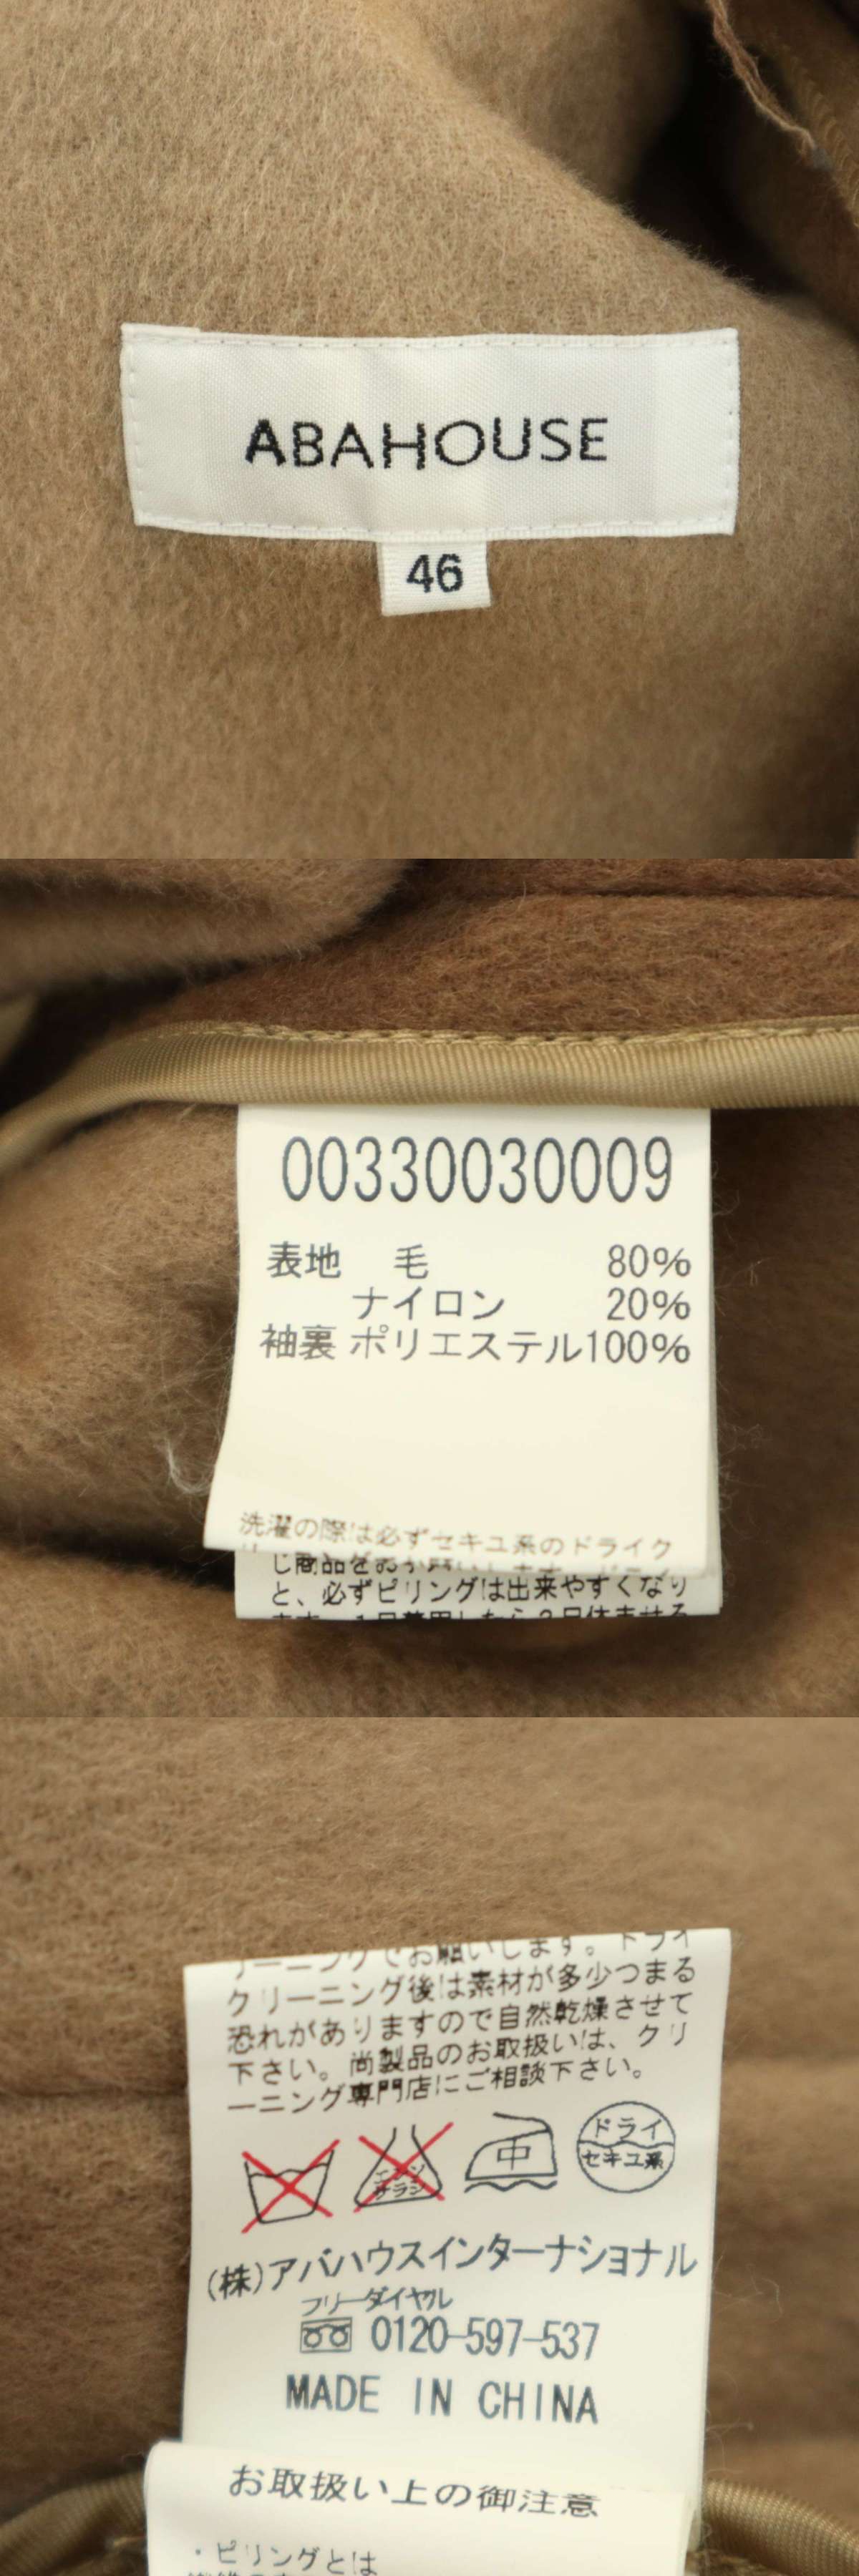 ABAHOUSE
46
00330030009
表地 毛 80%
ナイロン 20%
袖裏 ポリエステル100%
洗濯の際は必ずセキユ系のドライク
と、必ずピリングは出来やすくなり
リーニングでお願いします。ドライ
クリーニング後は素材が多少つまる
恐れがありますので自然乾燥させて
下さい。尚製品のお取扱いは、クリ
ーニング専門店にご相談下さい。
エンソサラシ
中
ドライ
セキユ系
(株)アバハウスインターナショナル
フリーダイヤル
0120-597-537
MADE IN CHINA
お取扱い上の御注意
・ピリングとは